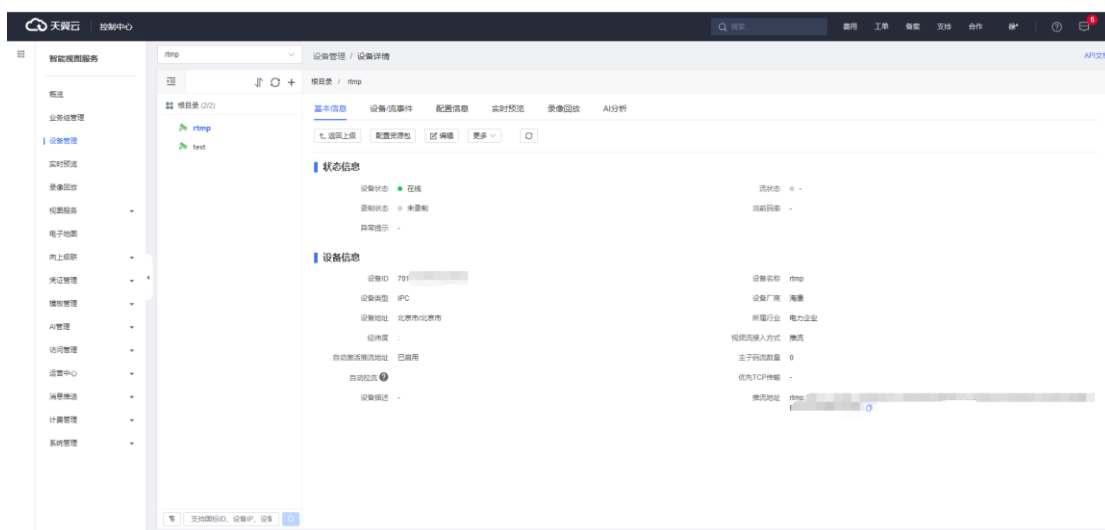 天翼云 控制中心 搜索... 费用 工单 备案 支持 合作 6
智能视图服务
概览
业务组管理
设备管理
实时预览
录像回放
视图服务
电子地图
向上级联
凭证管理
模板管理
AI管理
访问管理
运营中心
消息推送
计费管理
系统管理
rtmp
根目录 (2/2)
rtmp
test
支持国标ID、设备IP、设
设备管理 / 设备详情 API文
根目录 / rtmp
基本信息 设备/流事件 配置信息 实时预览 录像回放 AI分析
返回上级 配置资源包 编辑 更多
状态信息
设备状态 在线 流状态 -
录制状态 未录制 当前码率 -
异常提示 -
设备信息
设备ID 701 设备名称 rtmp
设备类型 IPC 设备厂商 海康
设备地址 北京市/北京市 所属行业 电力企业
经纬度 : 视频流接入方式 推流
自动激活推流地址 已启用 主子码流数量 0
自动拉流 优先TCP传输 -
设备描述 - 推流地址 rtmp: